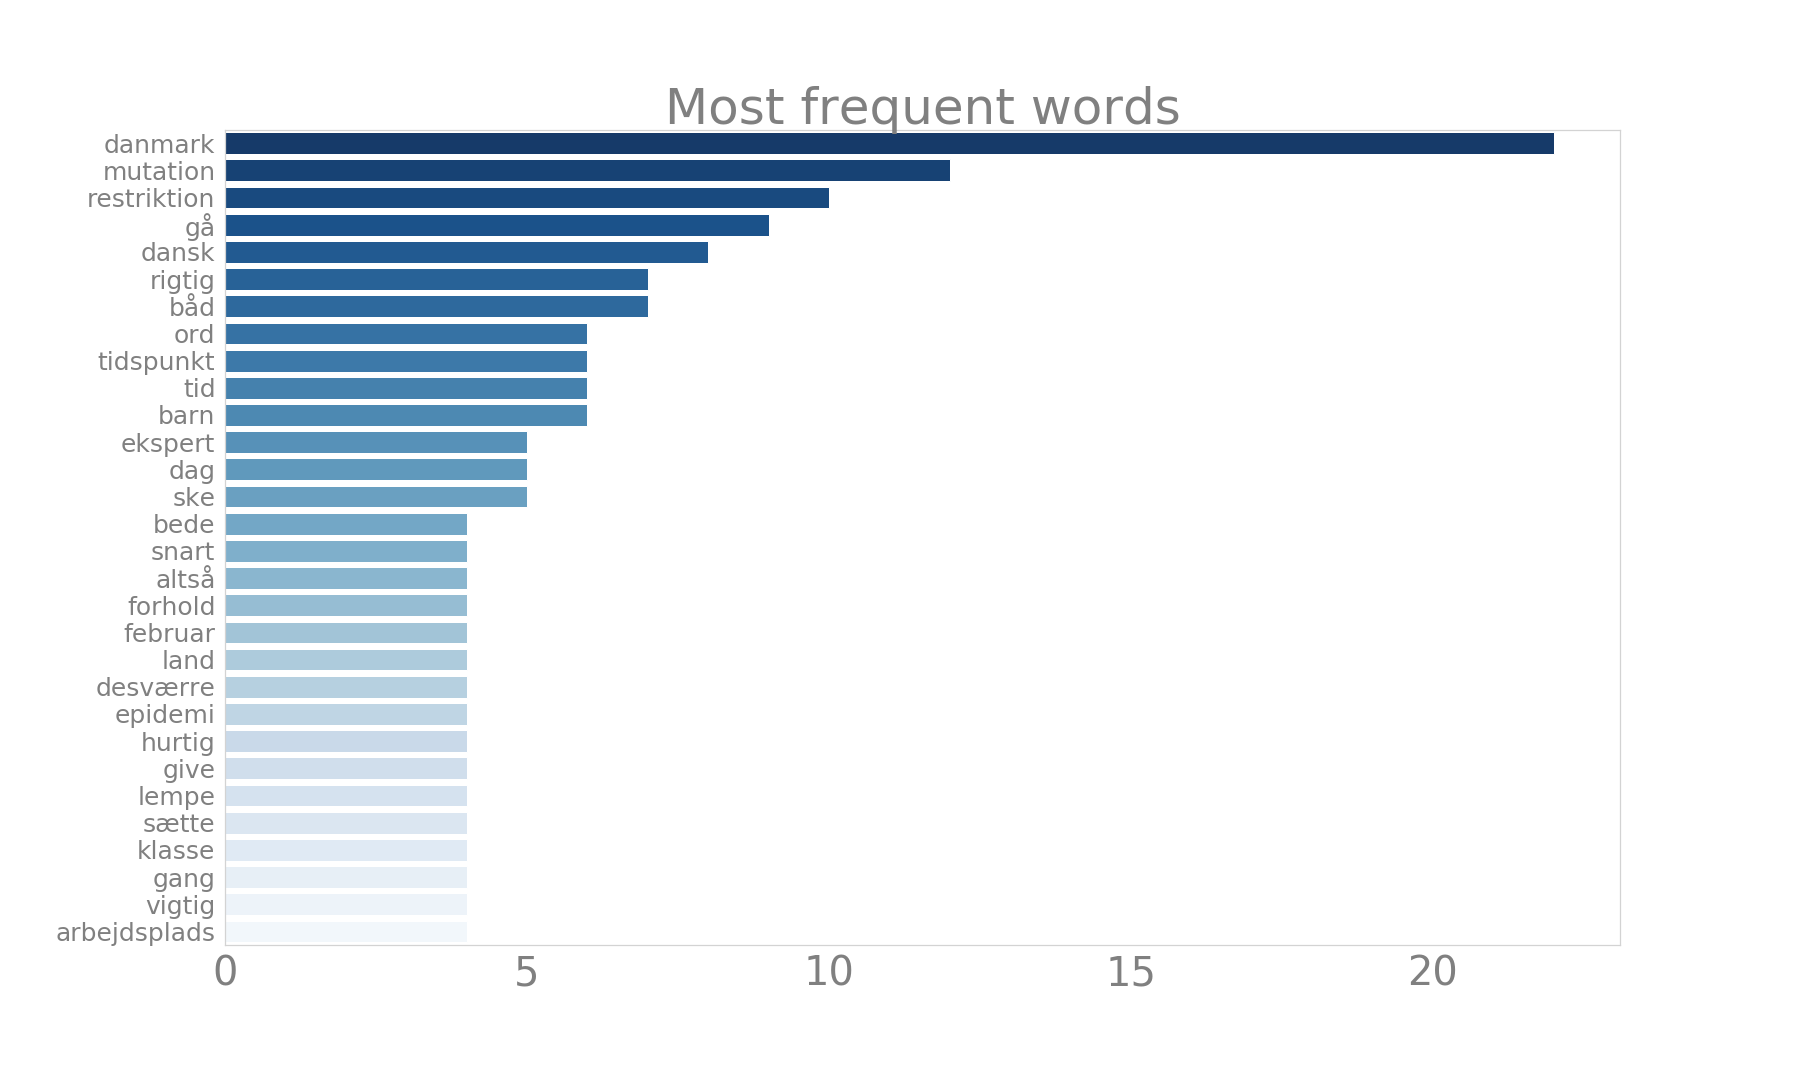 Most frequent words
danmark
mutation
restriktion
gå
dansk
rigtig
båd
ord
tidspunkt
tid
barn
ekspert
dag
ske
bede
snart
altså
forhold
februar
land
desværre
epidemi
hurtig
give
lempe
sætte
klasse
gang
vigtig
arbejdsplads
0 5 10 15 20